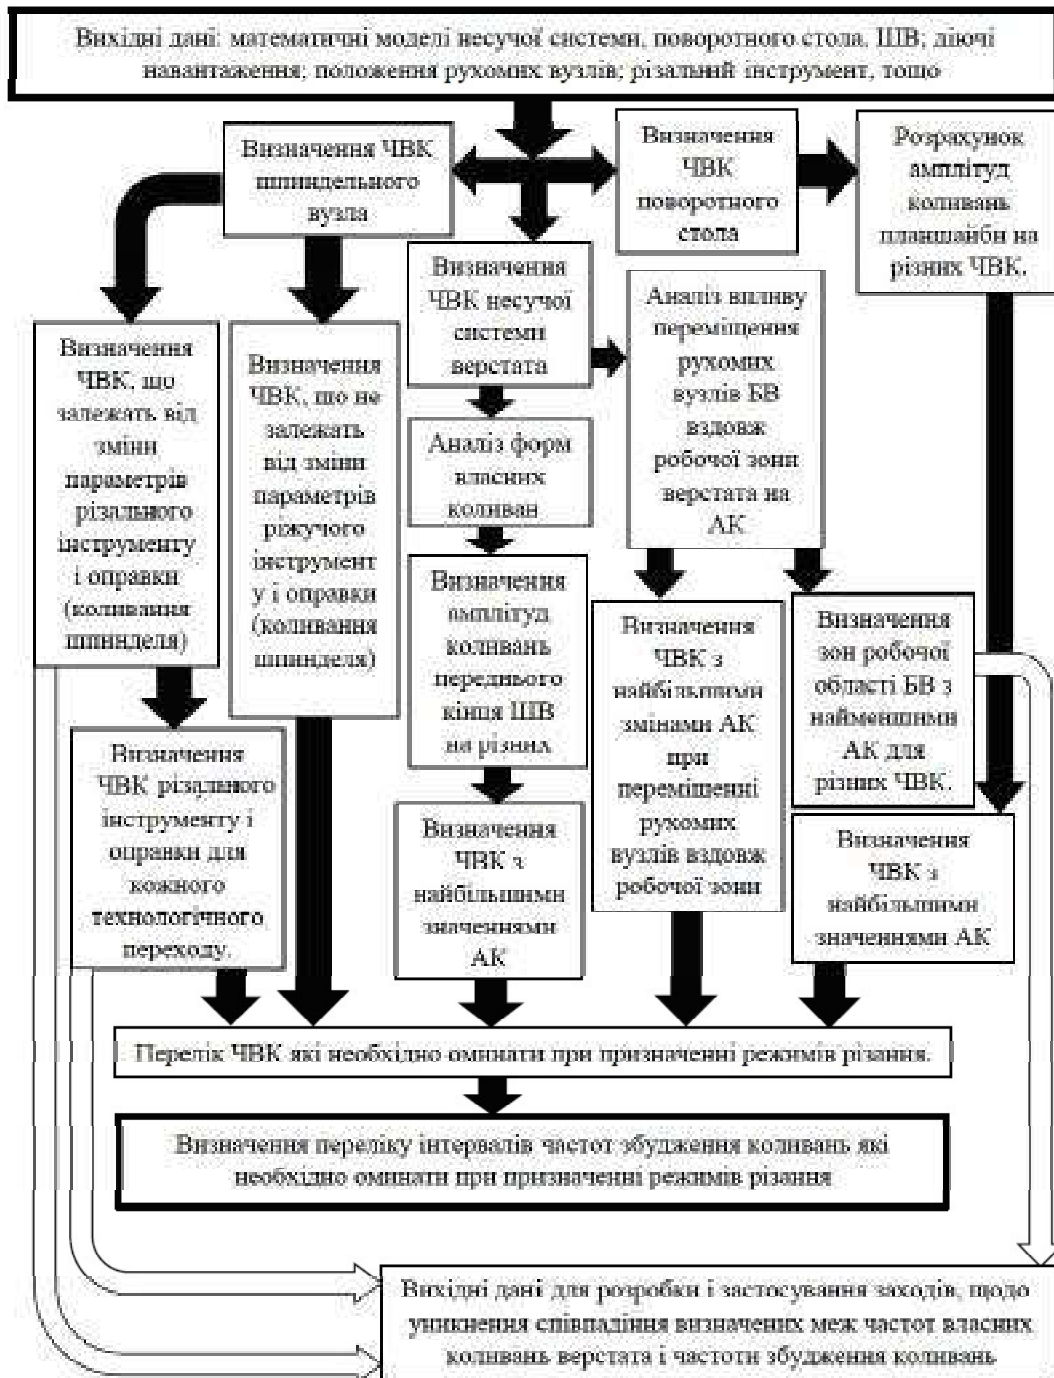 Вихідні дані: математичні моделі несучої системи, поворотного стола, ШВ; діючі
навантаження; положення рухомих вузлів; різальний інструмент, тощо
Визначення ЧВК
шпиндельного
вузла
Визначення
ЧВК
поворотного
стола
Розрахунок
амплітуд
коливань
планшайби на
різних ЧВК.
Визначення
ЧВК несучої
системи
верстата
Аналіз впливу
переміщення
рухомих
вузлів БВ
вздовж
робочої зони
верстата на
АК
Визначення
ЧВК, що
залежать від
зміни
параметрів
різального
інструменту
і оправки
(коливання
шпинделя)
Визначення
ЧВК, що не
залежать
від зміни
параметрів
ріжучого
інструмент
у і оправки
(коливання
шпинделя)
Аналіз форм
власних
коливан
Визначення
амплітуд
коливань
переднього
кінця ШВ
на різних
Визначення
ЧВК з
найбільшими
змінами АК
при
переміщенні
рухомих
вузлів вздовж
робочої зони
Визначення
зон робочої
області БВ з
найменшими
АК для
різних ЧВК.
Визначення
ЧВК різального
інструменту і
оправки для
кожного
технологічного
переходу.
Визначення
ЧВК з
найбільшими
значеннями
АК
Визначення
ЧВК з
найбільшими
значеннями АК
Перелік ЧВК які необхідно оминати при призначенні режимів різання.
Визначення переліку інтервалів частот збудження коливань які
необхідно оминати при призначенні режимів різання
Вихідні дані для розробки і застосування заходів, щодо
уникнення співпадіння визначених меж частот власних
коливань верстата і частоти збудження коливань